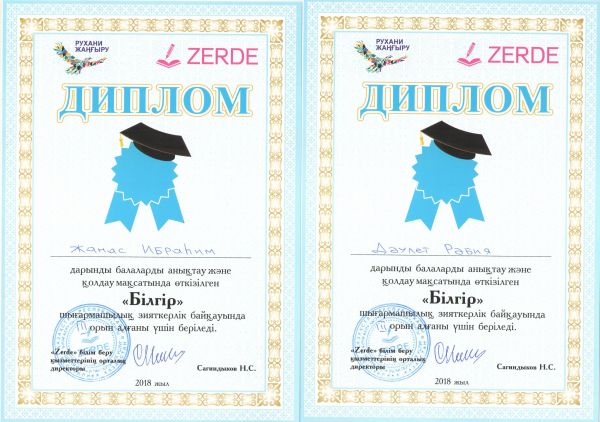 РУХАНИ
ЖАҢҒЫРУ
ZERDE
ДИПЛОМ
Жанас Ибраһим
дарынды балаларды анықтау және
қолдау мақсатында өткізілген
«Білгір»
шығармашылық зияткерлік байқауында
II
орын алғаны үшін беріледі.
«Zerde» білім беру
қызметтерінің орталық
директоры
Сагиндыков Н.С.
2018 жыл
РУХАНИ
ЖАҢҒЫРУ
ZERDE
ДИПЛОМ
Дәулет Рабия
дарынды балаларды анықтау және
қолдау мақсатында өткізілген
«Білгір»
шығармашылық зияткерлік байқауында
орын алғаны үшін беріледі.
«Zerde» білім беру
қызметтерінің орталық
директоры
Сагиндыков Н.С.
2018 жыл